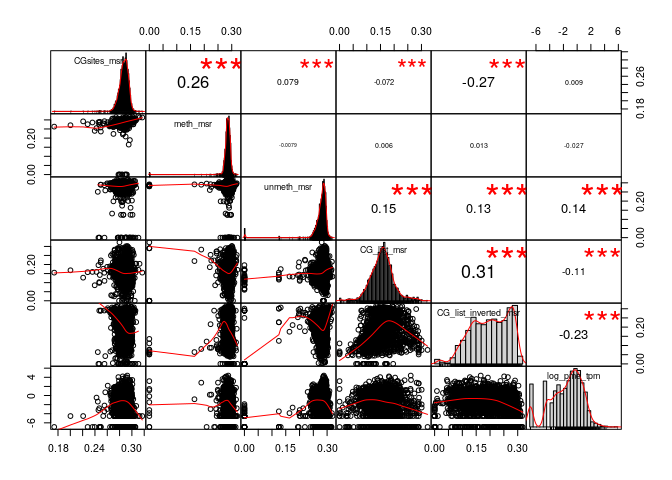 0.00 0.15 0.30 0.00 0.15 0.30 -6 -2 2 6
CGsites_msr *** 0.26 *** 0.079 *** -0.072 *** -0.27 0.009 0.18 0.26
0.00 0.20 meth_msr -0.0079 0.006 0.013 -0.027
unmeth_msr *** 0.15 *** 0.13 *** 0.14 0.00 0.20
0.00 0.20 *** 0.31 *** -0.11
CG_list_inverted_msr *** -0.23 0.00 0.20
-6 0 4
0.18 0.24 0.30 0.00 0.15 0.30 0.00 0.15 0.30